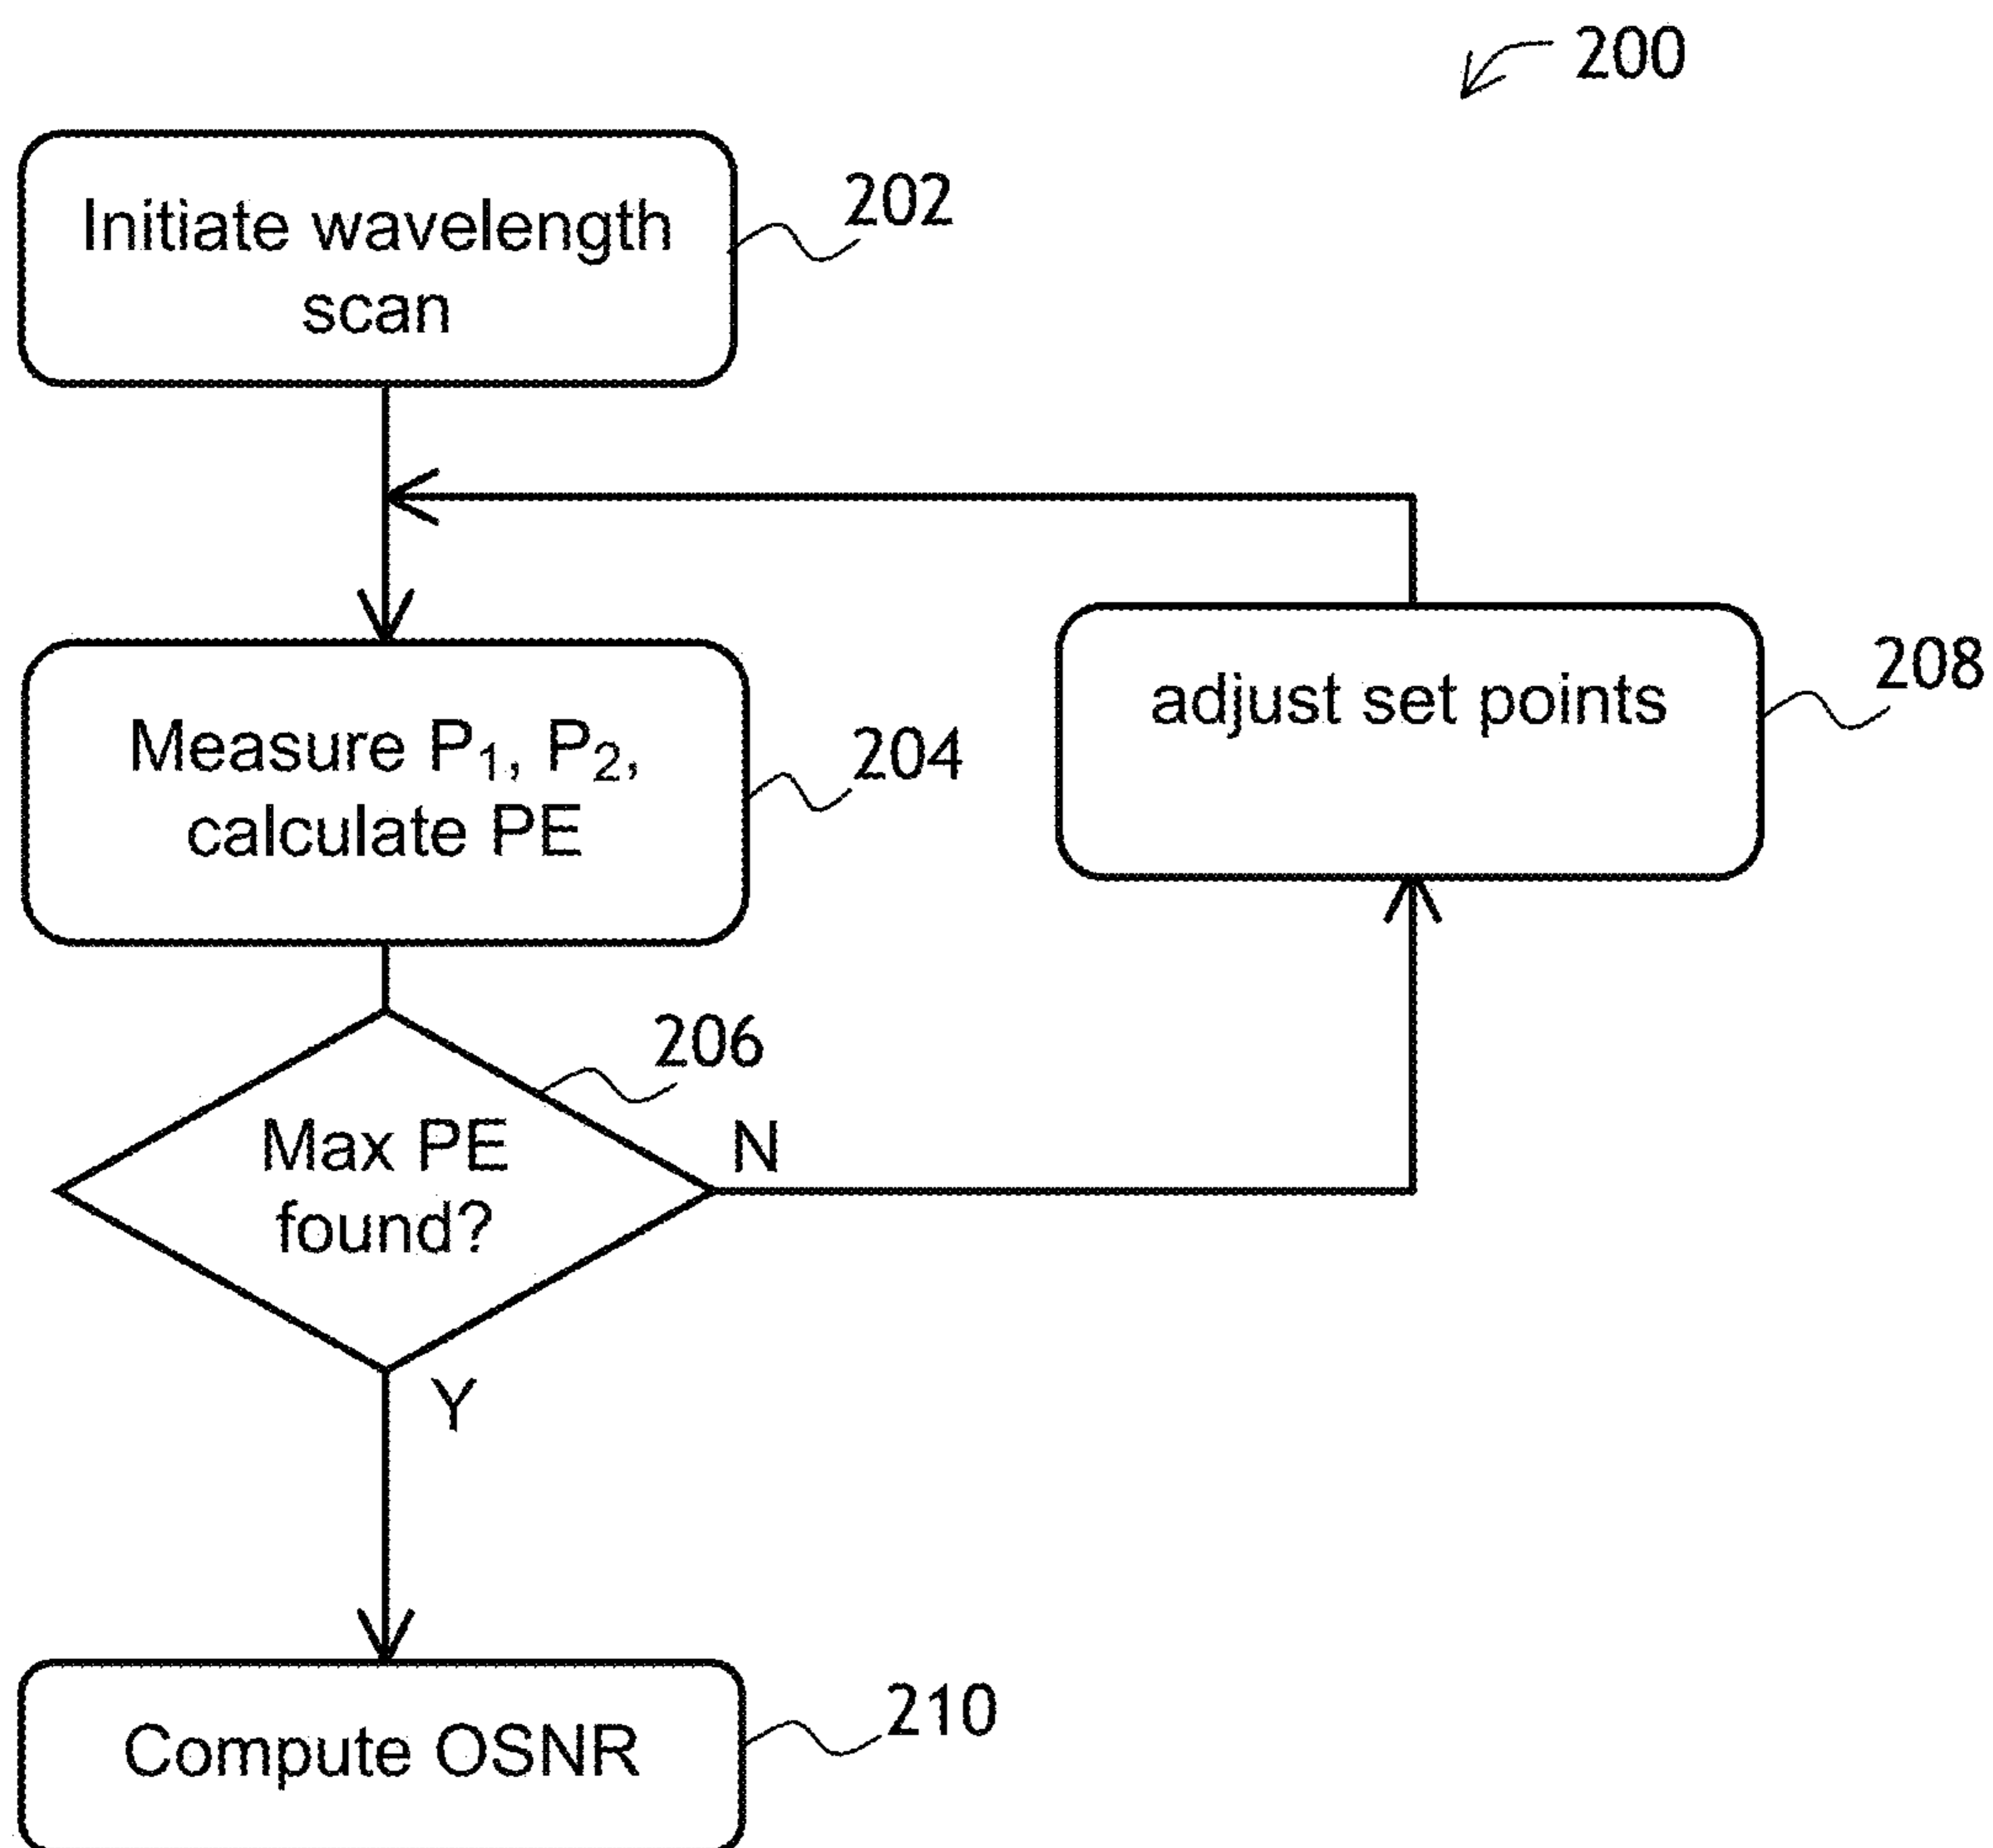 200
Initiate wavelength
scan
202
Measure P₁, P₂,
calculate PE
204
adjust set points
208
Max PE
found?
206
N
Y
Compute OSNR
210